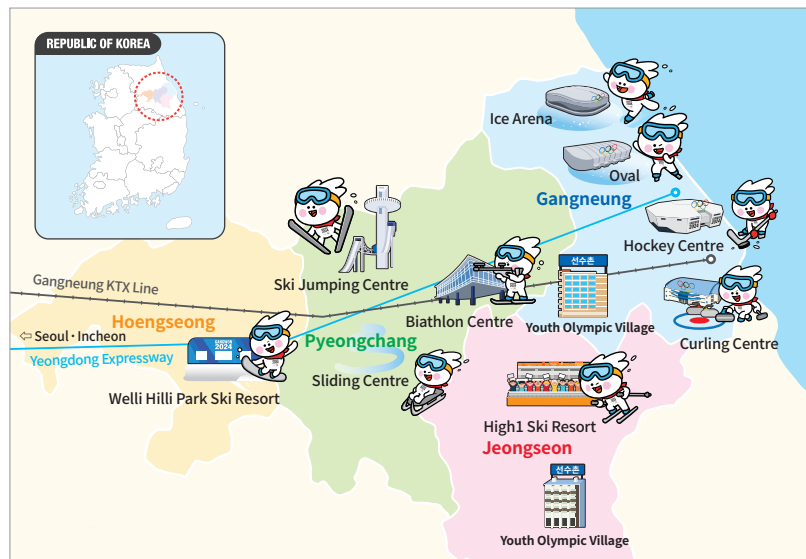 REPUBLIC OF KOREA
Ice Arena
Oval
Gangneung
Hockey Centre
Ski Jumping Centre
Gangneung KTX Line
선수촌
Biathlon Centre
Youth Olympic Village
Hoengseong
⇦ Seoul · Incheon
Yeongdong Expressway
2024
Pyeongchang
Curling Centre
Sliding Centre
Welli Hilli Park Ski Resort
High1 Ski Resort
Jeongseon
선수촌
Youth Olympic Village